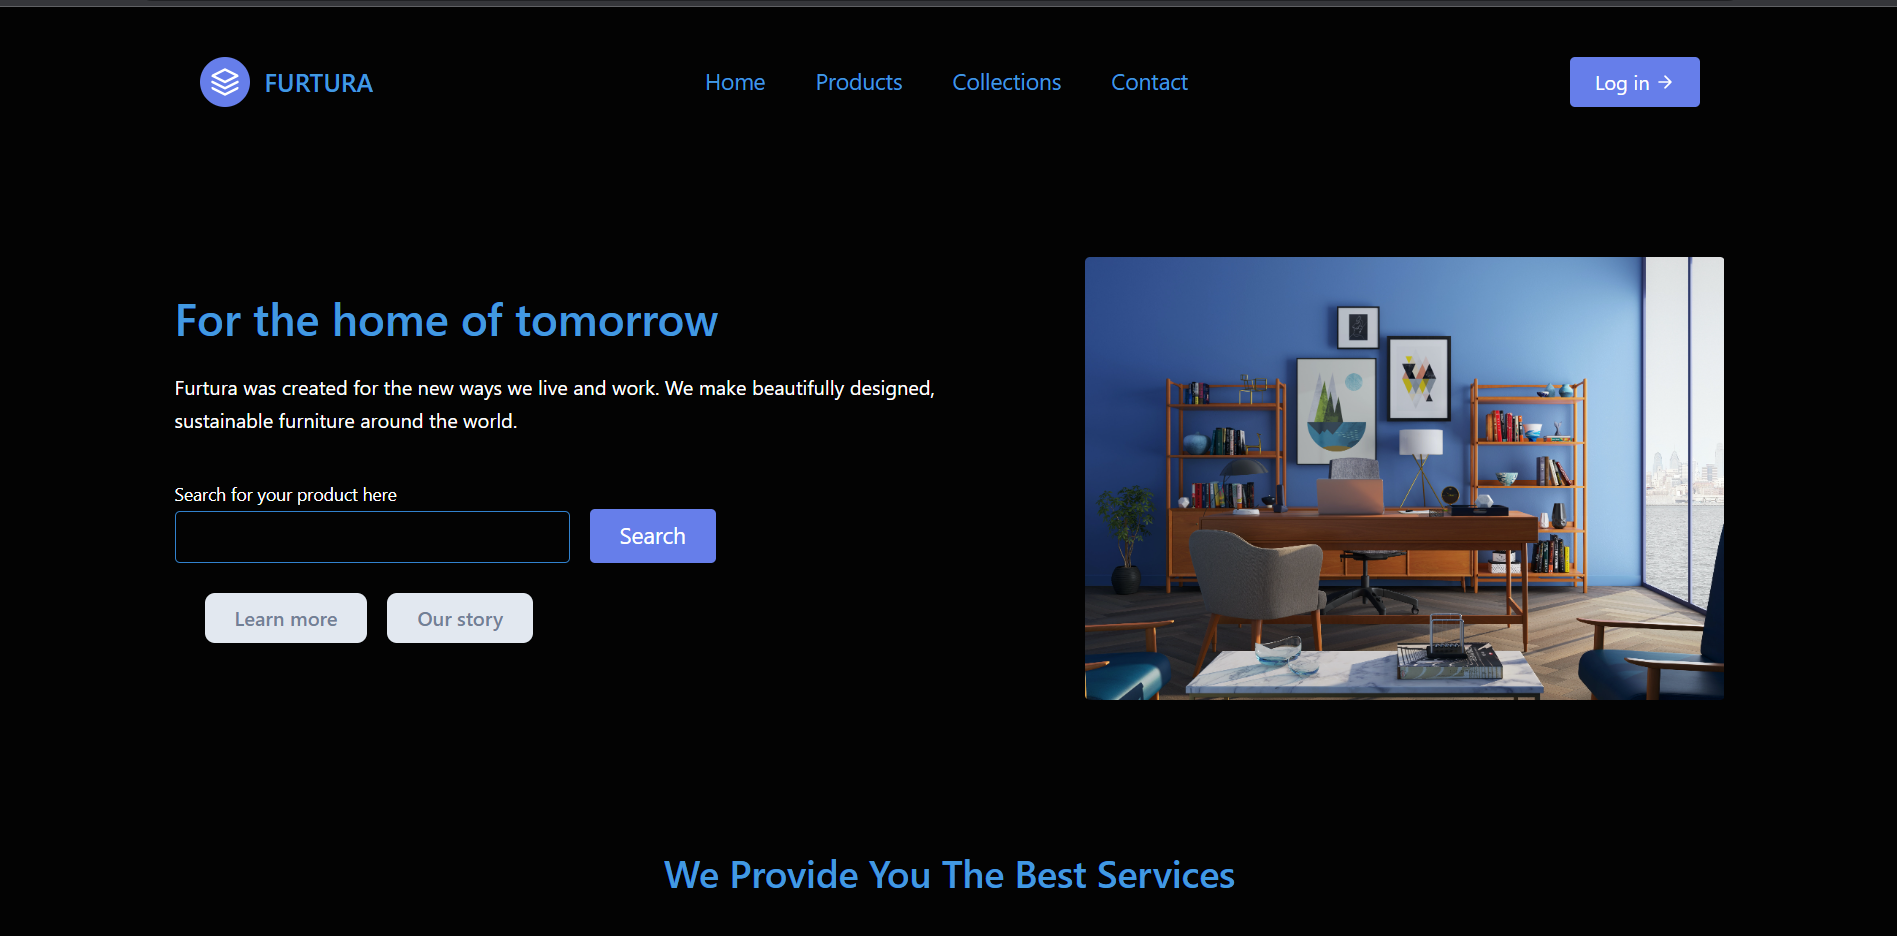 FURTURA
Home
Products
Collections
Contact
Log in →
For the home of tomorrow
Furtura was created for the new ways we live and work. We make beautifully designed,
sustainable furniture around the world.
Search for your product here
Search
Learn more
Our story
We Provide You The Best Services